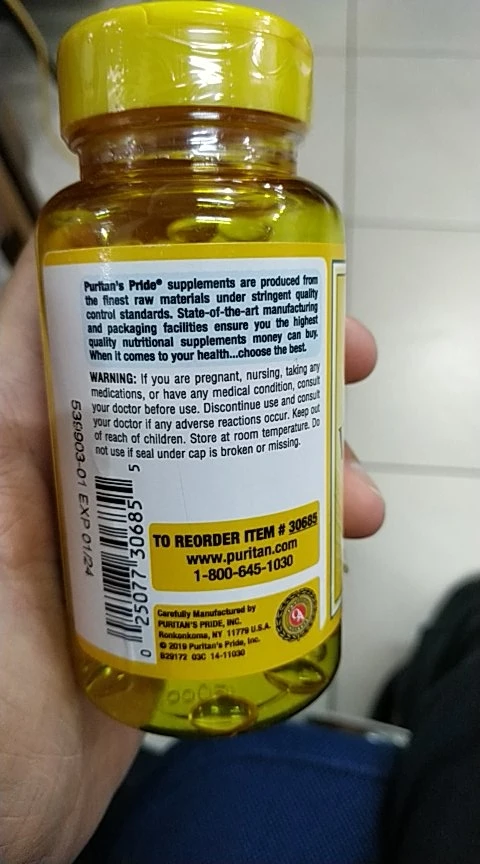 Puritan's Pride® supplements are produced from
the finest raw materials under stringent quality
control standards. State-of-the-art manufacturing
and packaging facilities ensure you the highest
quality nutritional supplements money can buy.
When it comes to your health...choose the best.
WARNING: If you are pregnant, nursing, taking any
medications, or have any medical condition, consult
your doctor before use. Discontinue use and consult
your doctor if any adverse reactions occur. Keep out
of reach of children. Store at room temperature. Do
not use if seal under cap is broken or missing.
539903-01 EXP 01/24
0 25077 30685 5
TO REORDER ITEM # 30685
www.puritan.com
1-800-645-1030
Carefully Manufactured by
PURITAN'S PRIDE, INC.
Ronkonkoma, NY 11779 U.S.A.
© 2019 Puritan's Pride, Inc.
B29172 03C 14-11030